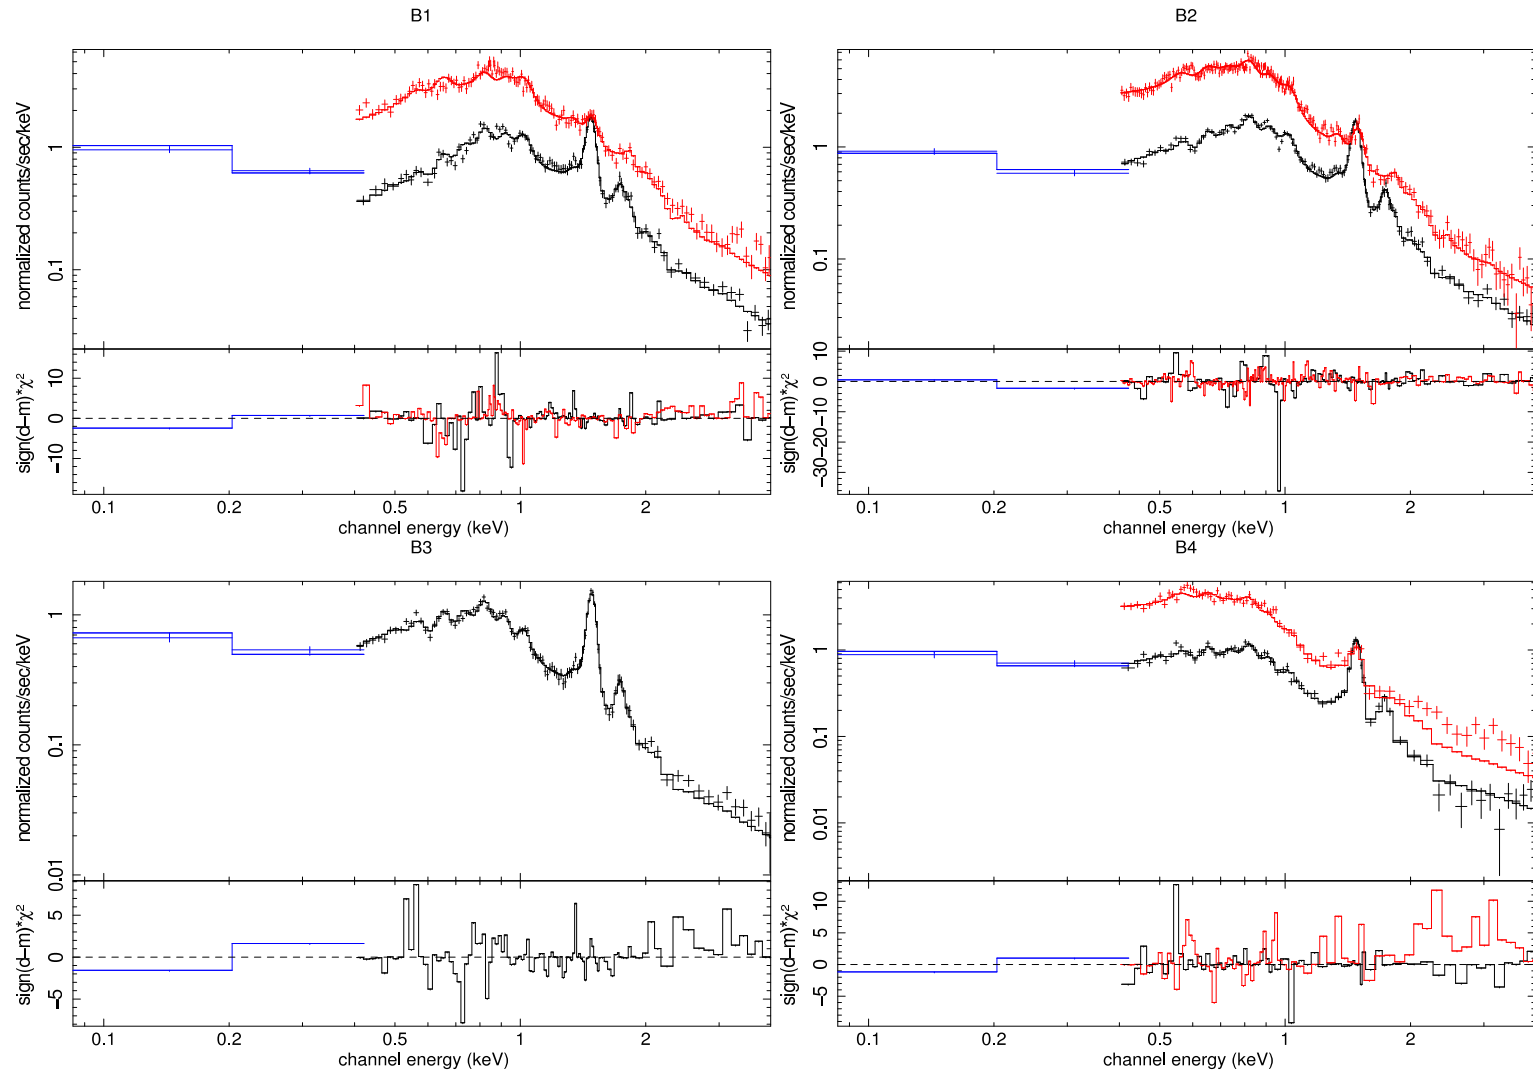 B1
normalized counts/sec/keV
1
0.1
sign(d−m)*χ²
10
0
−10
0.1
0.2
0.5
1
2
channel energy (keV)
B2
normalized counts/sec/keV
1
0.1
sign(d−m)*χ²
10
0
−10
−20
−30
0.1
0.2
0.5
1
2
channel energy (keV)
B3
normalized counts/sec/keV
1
0.1
0.01
sign(d−m)*χ²
5
0
−5
0.1
0.2
0.5
1
2
channel energy (keV)
B4
normalized counts/sec/keV
1
0.1
0.01
sign(d−m)*χ²
10
5
0
−5
0.1
0.2
0.5
1
2
channel energy (keV)